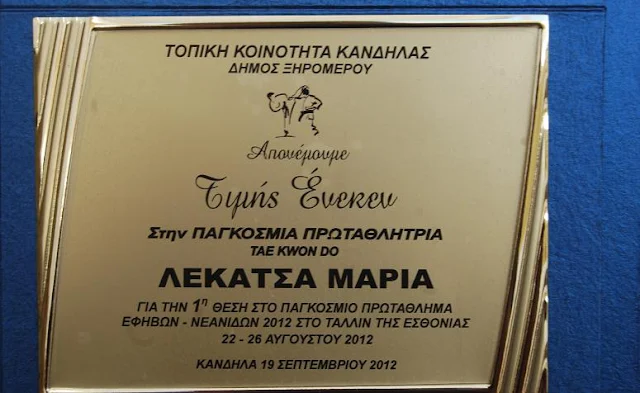 ΤΟΠΙΚΗ ΚΟΙΝΟΤΗΤΑ ΚΑΝΔΗΛΑΣ
ΔΗΜΟΣ ΞΗΡΟΜΕΡΟΥ
Απονέμουμε
Τιμής Ένεκεν
Στην ΠΑΓΚΟΣΜΙΑ ΠΡΩΤΑΘΛΗΤΡΙΑ
TAE KWON DO
ΛΕΚΑΤΣΑ ΜΑΡΙΑ
ΓΙΑ ΤΗΝ 1η ΘΕΣΗ ΣΤΟ ΠΑΓΚΟΣΜΙΟ ΠΡΩΤΑΘΛΗΜΑ
ΕΦΗΒΩΝ - ΝΕΑΝΙΔΩΝ 2012 ΣΤΟ ΤΑΛΛΙΝ ΤΗΣ ΕΣΘΟΝΙΑΣ
22 - 26 ΑΥΓΟΥΣΤΟΥ 2012
ΚΑΝΔΗΛΑ 19 ΣΕΠΤΕΜΒΡΙΟΥ 2012